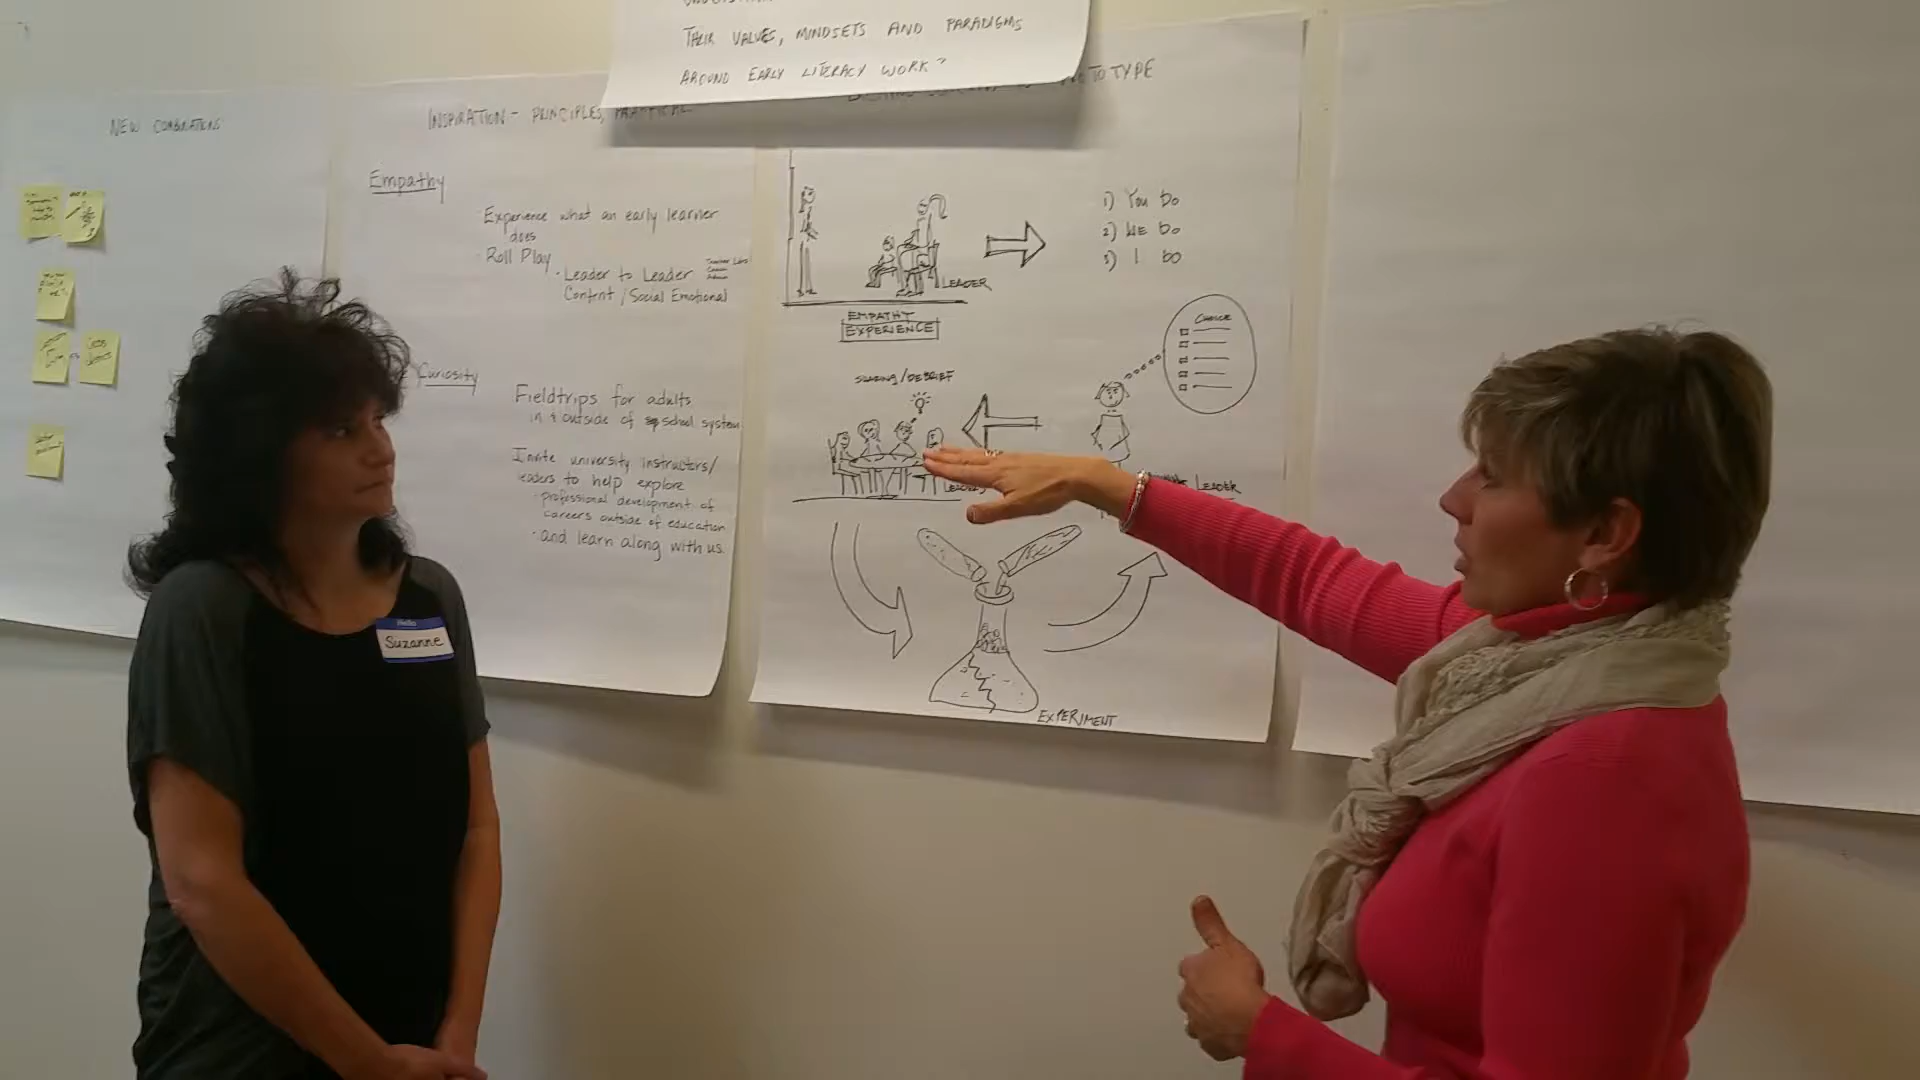 THEIR VALUES, MINDSETS AND PARADIGMS
AROUND EARLY LITERACY WORK"
NEW COMBINATIONS
INSPIRATION - PRINCIPLES, PRACTICAL
Empathy
Experience what an early learner
does
Roll Play
Leader to Leader
Content / Social Emotional
Curiosity
Fieldtrips for adults
in & outside of school system
Invite university instructors/
leaders to help explore
professional development of
careers outside of education
and learn along with us.
TO TYPE
LEADER
EMPATHY
EXPERIENCE
1) You Do
2) WE Do
3) I DO
CHOICE
LEADER
SHARING/DEBRIEF
EXPERIMENT
Hello
Suzanne